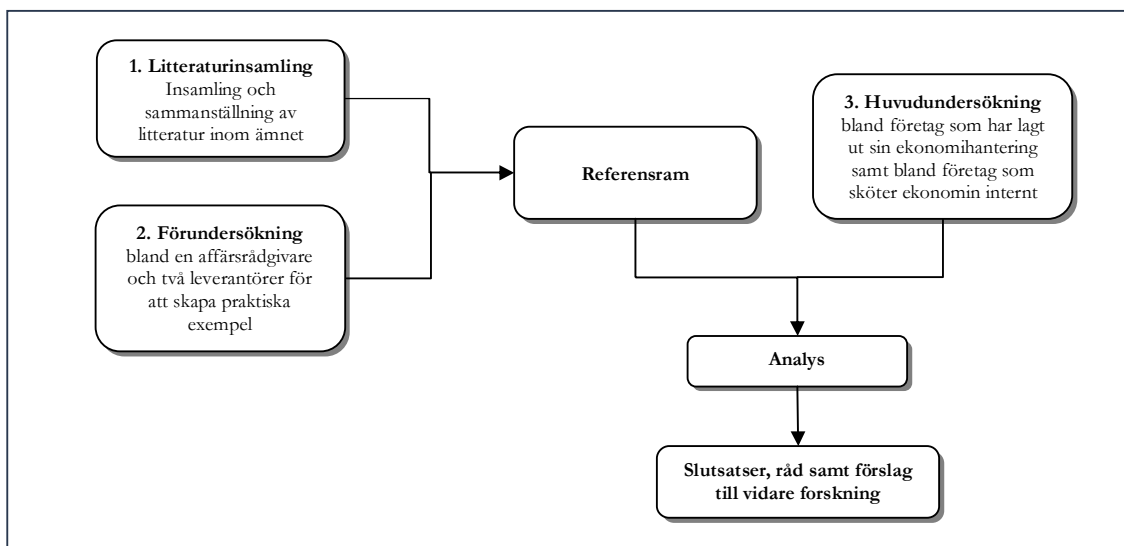 1. Litteraturinsamling
Insamling och
sammanställning av
litteratur inom ämnet
2. Förundersökning
bland en affärsrådgivare
och två leverantörer för
att skapa praktiska
exempel
Referensram
3. Huvudundersökning
bland företag som har lagt
ut sin ekonomihantering
samt bland företag som
sköter ekonomin internt
Analys
Slutsatser, råd samt förslag
till vidare forskning